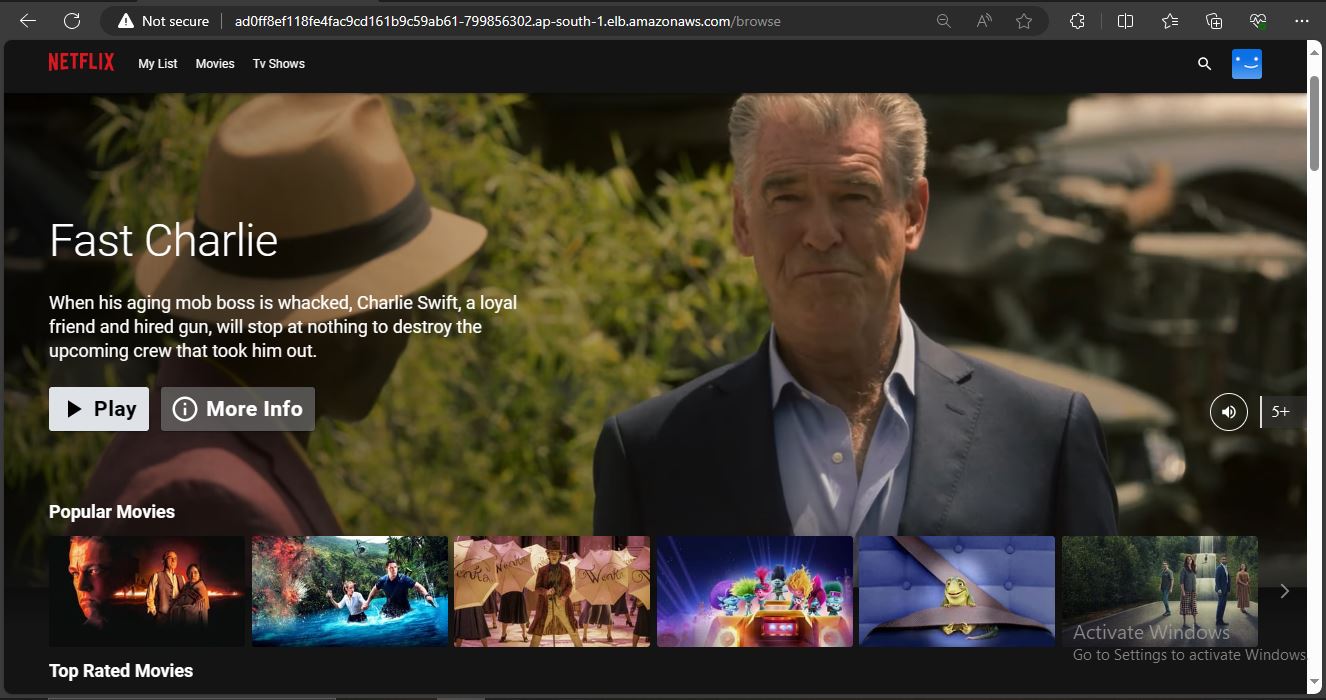 Not secure
ad0ff8ef118fe4fac9cd161b9c59ab61-799856302.ap-south-1.elb.amazonaws.com/browse
NETFLIX
My List
Movies
Tv Shows
Fast Charlie
When his aging mob boss is whacked, Charlie Swift, a loyal
friend and hired gun, will stop at nothing to destroy the
upcoming crew that took him out.
Play
More Info
5+
Popular Movies
Wonka
Wonka
Activate Windows
Go to Settings to activate Windows
Top Rated Movies